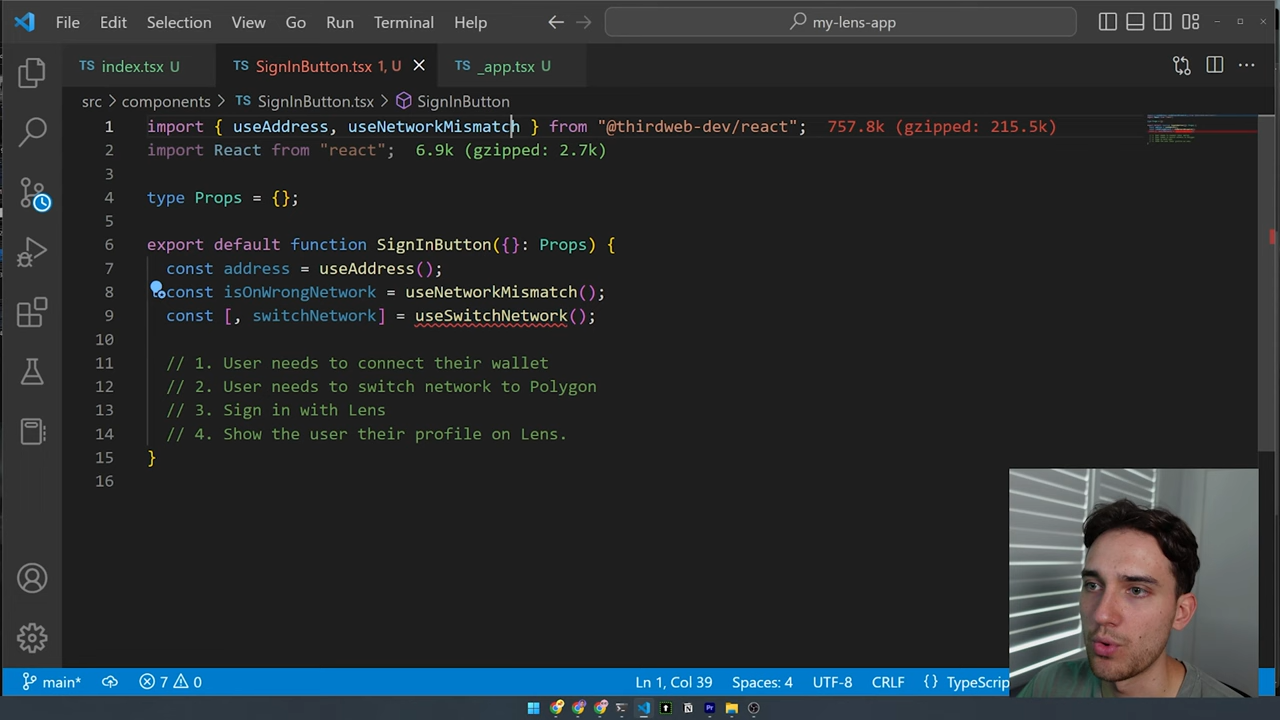 File Edit Selection View Go Run Terminal Help my-lens-app
TS index.tsx U TS SignInButton.tsx 1, U TS _app.tsx U
src > components > TS SignInButton.tsx > SignInButton
1 import { useAddress, useNetworkMismatch } from "@thirdweb-dev/react"; 757.8k (gzipped: 215.5k)
2 import React from "react"; 6.9k (gzipped: 2.7k)
3
4 type Props = {};
5
6 export default function SignInButton({}: Props) {
7 const address = useAddress();
8 const isOnWrongNetwork = useNetworkMismatch();
9 const [, switchNetwork] = useSwitchNetwork();
10
11 // 1. User needs to connect their wallet
12 // 2. User needs to switch network to Polygon
13 // 3. Sign in with Lens
14 // 4. Show the user their profile on Lens.
15 }
16
main* 7 0 Ln 1, Col 39 Spaces: 4 UTF-8 CRLF {} TypeScrip